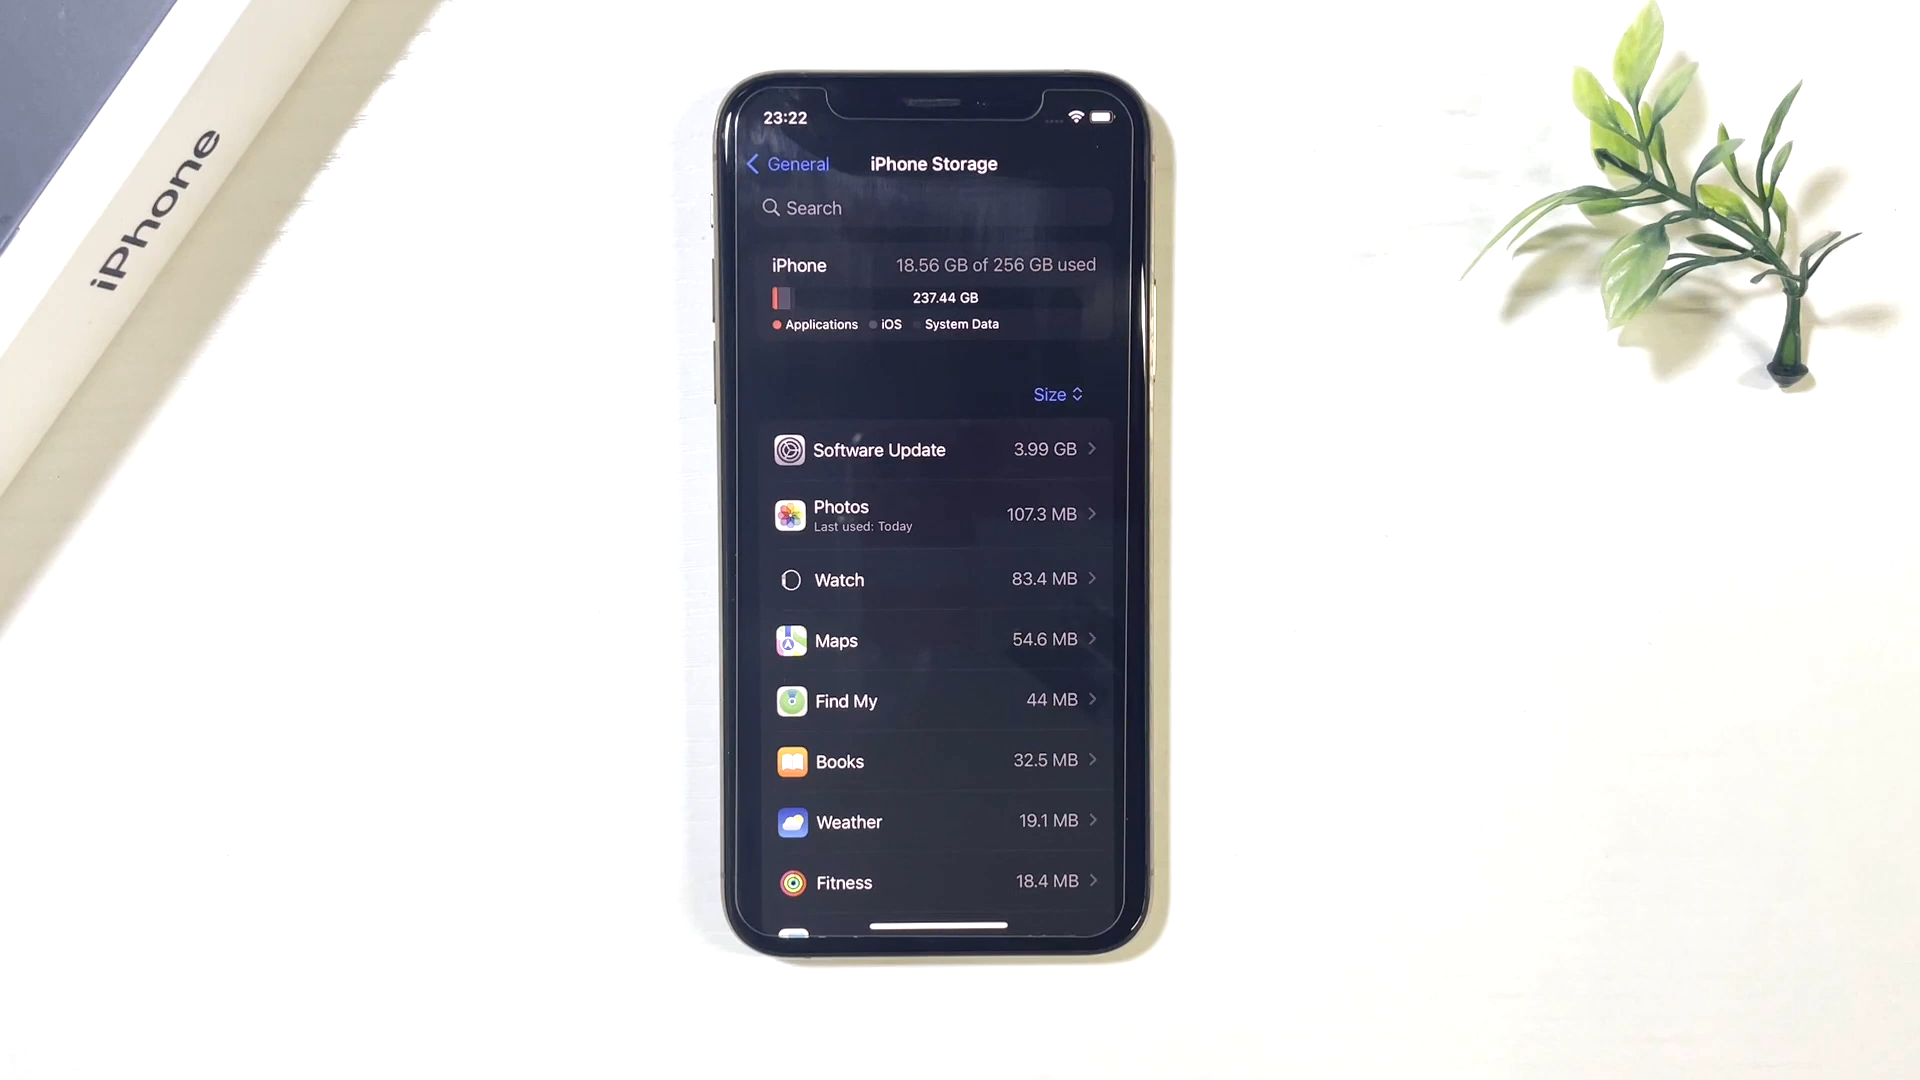 iPhone
23:22
General
iPhone Storage
Search
iPhone 18.56 GB of 256 GB used
237.44 GB
Applications iOS System Data
Size
Software Update 3.99 GB
Photos 107.3 MB
Last used: Today
Watch 83.4 MB
Maps 54.6 MB
Find My 44 MB
Books 32.5 MB
Weather 19.1 MB
Fitness 18.4 MB